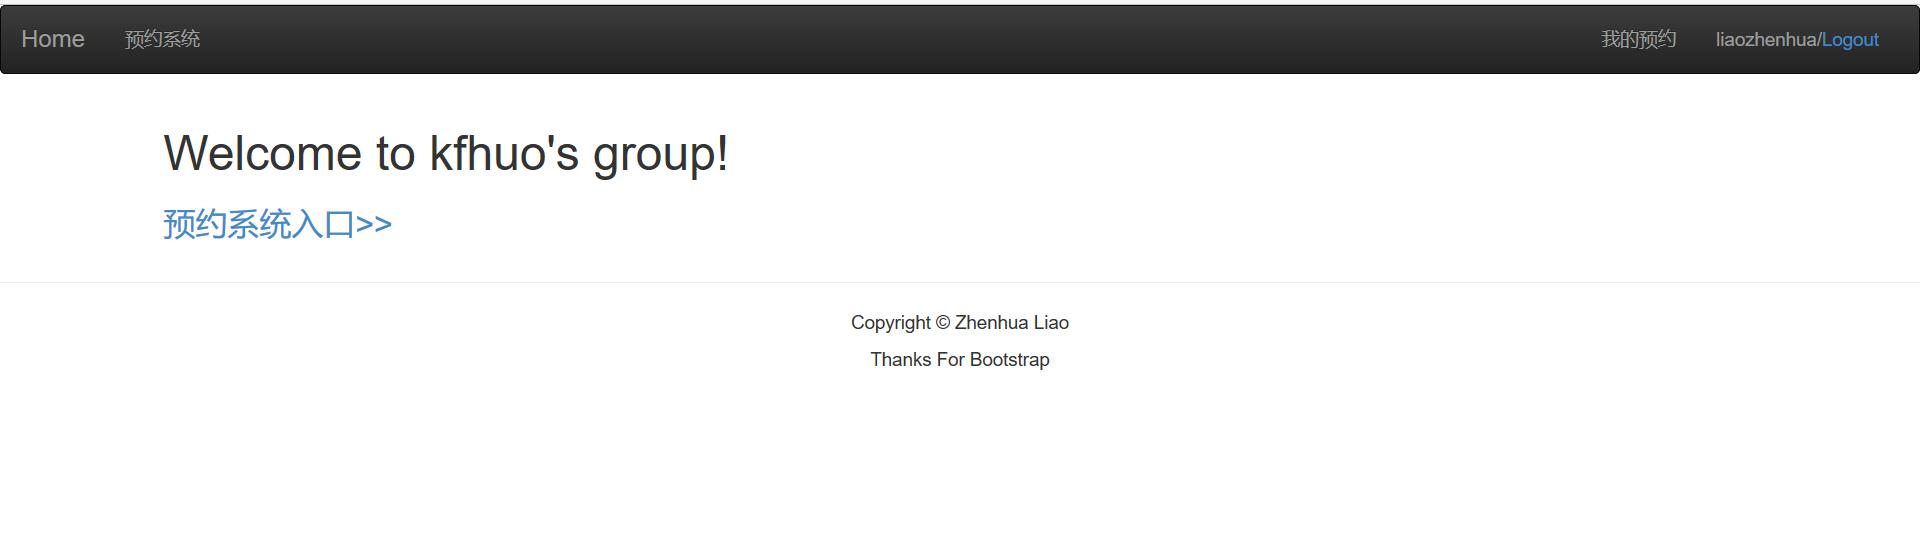 Home 预约系统 我的预约 liaozhenhua/Logout
Welcome to kfhuo's group!
预约系统入口>>
Copyright © Zhenhua Liao
Thanks For Bootstrap